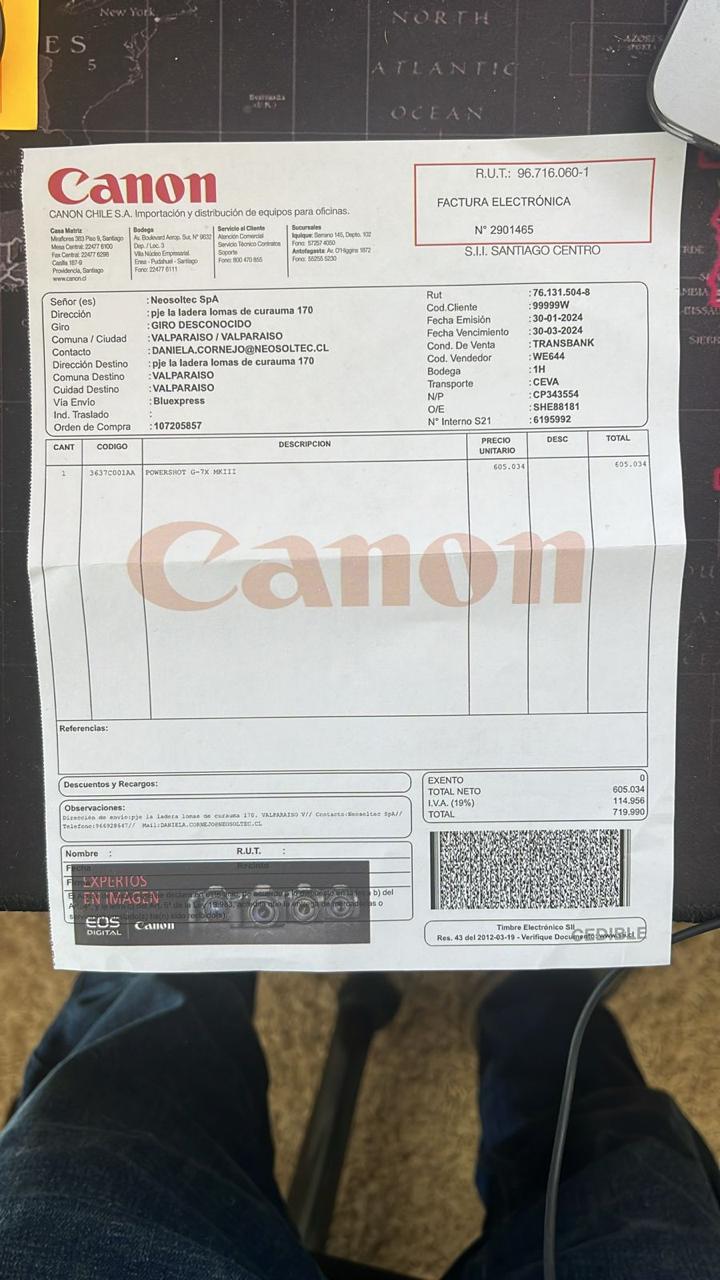 New York
NORTH
ATLANTIC
OCEAN
ES
5
Canon
CANON CHILE S.A. Importación y distribución de equipos para oficinas.
Casa Matriz
Miraflores 383 Piso 9, Santiago
Mesa Central: 22477 6100
Fax Central: 22477 6298
Casilla 187-9
Providencia, Santiago
www.canon.cl
Bodega
Av. Boulevard Aerop. Sur, N° 9632
Dep. / Loc. 3
Villa Núcleo Empresarial.
Enea - Pudahuel - Santiago
Fono: 22477 6111
Servicio al Cliente
Atención Comercial
Servicio Técnico Contratos
Soporte
Fono: 800 470 855
Sucursales
Iquique: Serrano 145, Depto. 102
Fono: 57257 4050
Antofagasta: Av. O'Higgins 1872
Fono: 55255 5230
R.U.T.: 96.716.060-1
FACTURA ELECTRÓNICA
N° 2901465
S.I.I. SANTIAGO CENTRO
Señor (es) : Neosoltec SpA
Dirección : pje la ladera lomas de curauma 170
Giro : GIRO DESCONOCIDO
Comuna / Ciudad : VALPARAISO / VALPARAISO
Contacto : DANIELA.CORNEJO@NEOSOLTEC.CL
Dirección Destino : pje la ladera lomas de curauma 170
Comuna Destino : VALPARAISO
Cuidad Destino : VALPARAISO
Vía Envío : Bluexpress
Ind. Traslado :
Orden de Compra : 107205857
Rut : 76.131.504-8
Cod.Cliente : 99999W
Fecha Emisión : 30-01-2024
Fecha Vencimiento : 30-03-2024
Cond. De Venta : TRANSBANK
Cod. Vendedor : WE644
Bodega : 1H
Transporte : CEVA
N/P : CP343554
O/E : SHE88181
N° Interno S21 : 6195992
CANT CODIGO DESCRIPCION PRECIO UNITARIO DESC TOTAL
1 3637C001AA POWERSHOT G-7X MKIII 605.034 605.034
Canon
Referencias:
Descuentos y Recargos:
Observaciones:
Dirección de envio:pje la ladera lomas de curauma 170. VALPARAISO V// Contacto:Neosoltec SpA//
Telefono:966928647// Mail:DANIELA.CORNEJO@NEOSOLTEC.CL
EXENTO 0
TOTAL NETO 605.034
I.V.A. (19%) 114.956
TOTAL 719.990
Nombre : R.U.T. :
Fecha Recinto
EXPERTOS
EN IMAGEN
EOS
DIGITAL
Canon
Timbre Electrónico SII
Res. 43 del 2012-03-19 - Verifique Documento: www.sii.cl
CEDIBLE